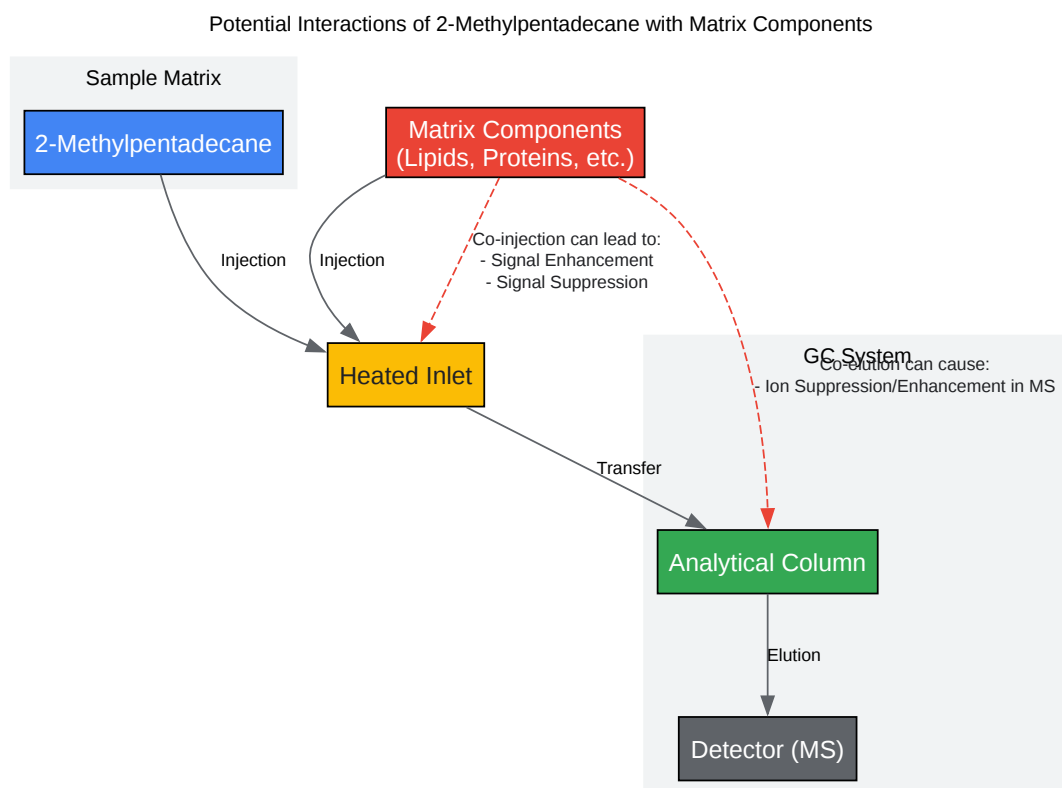 Potential Interactions of 2-Methylpentadecane with Matrix Components
Sample Matrix
2-Methylpentadecane
Matrix Components
(Lipids, Proteins, etc.)
Injection
Injection
Co-injection can lead to:
- Signal Enhancement
- Signal Suppression
Heated Inlet
GC System
Co-elution can cause:
- Ion Suppression/Enhancement in MS
Transfer
Analytical Column
Elution
Detector (MS)